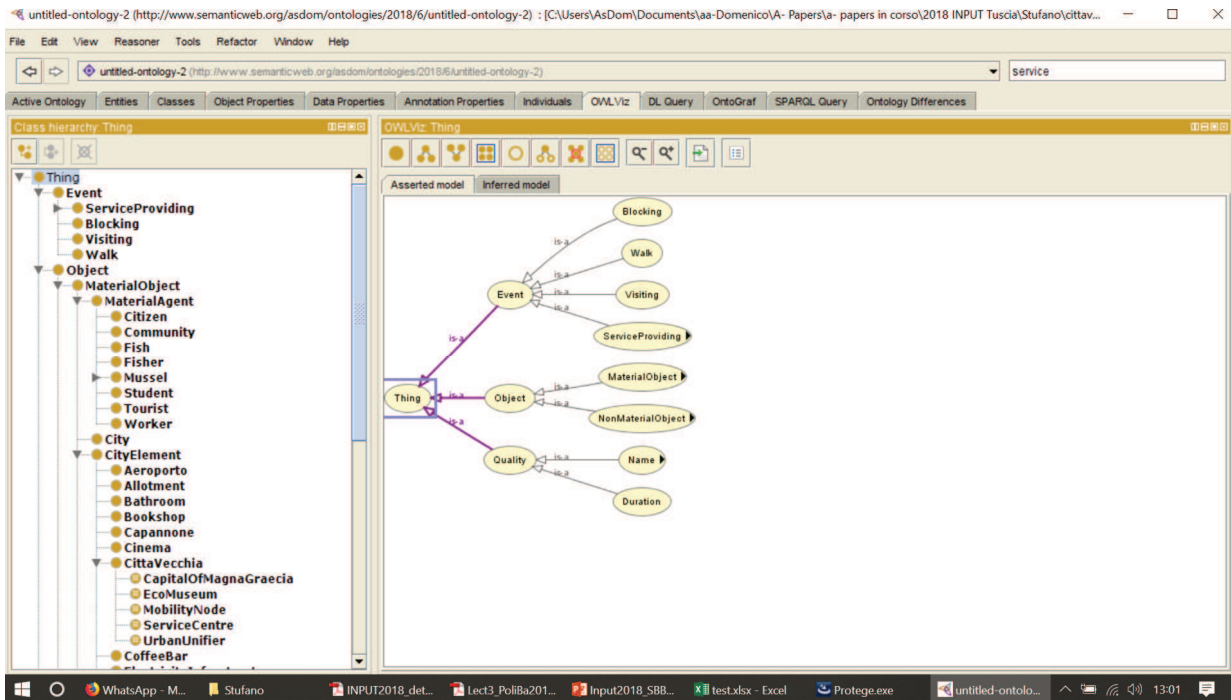 untitled-ontology-2 (http://www.semanticweb.org/asdom/ontologies/2018/6/untitled-ontology-2) : [C:\Users\AsDom\Documents\aa-Domenico\A- Papers\a- papers in corso\2018 INPUT Tuscia\Stufano\cittav...
File Edit View Reasoner Tools Refactor Window Help
untitled-ontology-2 (http://www.semanticweb.org/asdom/ontologies/2018/6/untitled-ontology-2)
service
Active Ontology Entities Classes Object Properties Data Properties Annotation Properties Individuals OWLViz DL Query OntoGraf SPARQL Query Ontology Differences
Class hierarchy: Thing
Thing
Event
ServiceProviding
Blocking
Visiting
Walk
Object
MaterialObject
MaterialAgent
Citizen
Community
Fish
Fisher
Mussel
Student
Tourist
Worker
City
CityElement
Aeroporto
Allotment
Bathroom
Bookshop
Capannone
Cinema
CittaVecchia
CapitalOfMagnaGraecia
EcoMuseum
MobilityNode
ServiceCentre
UrbanUnifier
CoffeeBar
OWLViz: Thing
Asserted model Inferred model
Blocking
is-a
Walk
is-a
Event
is-a
Visiting
is-a
ServiceProviding
is-a
MaterialObject
is-a
Thing
is-a
Object
is-a
NonMaterialObject
is-a
Quality
is-a
Name
is-a
Duration
WhatsApp - M... Stufano INPUT2018_det... Lect3_PoliBa201... Input2018_SBB... test.xlsx - Excel Protege.exe untitled-ontolo... 13:01